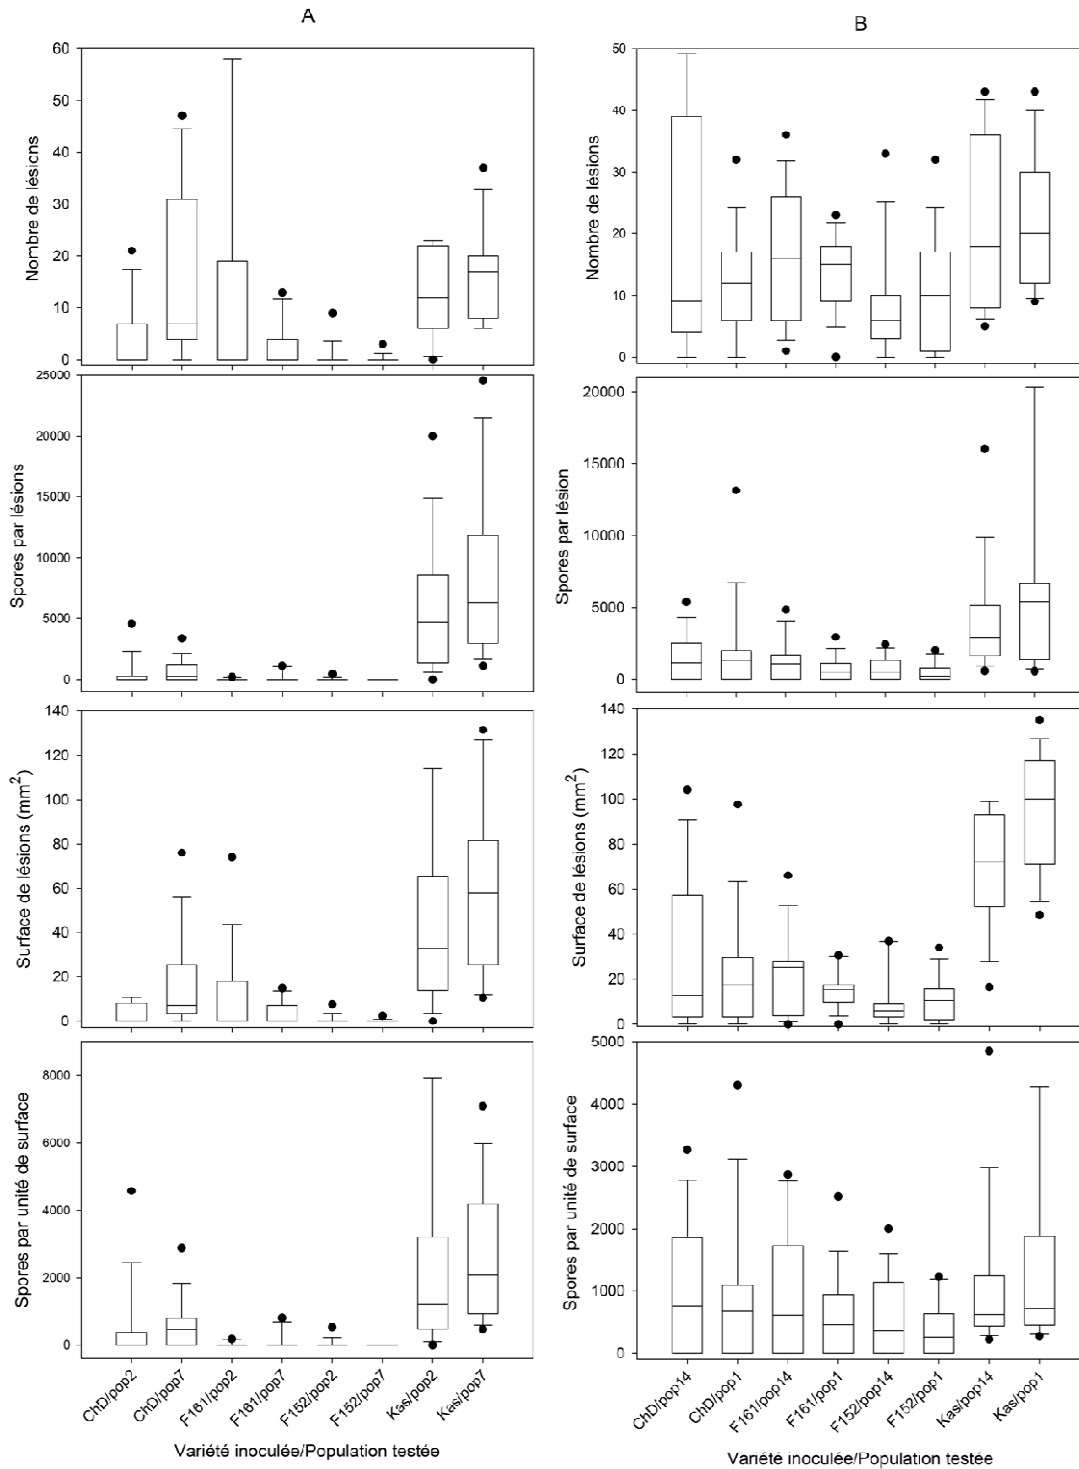 A
Nombre de lésions
60
50
40
30
20
10
0
Spores par lésions
25000
20000
15000
10000
5000
0
Surface de lésions (mm²)
140
120
100
80
60
40
20
0
Spores par unité de surface
8000
6000
4000
2000
0
ChD/pop2
ChD/pop7
F161/pop2
F161/pop7
F152/pop2
F152/pop7
Kas/pop2
Kas/pop7
Variété inoculée/Population testée
B
Nombre de lésions
50
40
30
20
10
0
Spores par lésion
20000
15000
10000
5000
0
Surface de lésions (mm²)
140
120
100
80
60
40
20
0
Spores par unité de surface
5000
4000
3000
2000
1000
0
ChD/pop14
ChD/pop1
F161/pop14
F161/pop1
F152/pop14
F152/pop1
Kas/pop14
Kas/pop1
Variété inoculée/Population testée